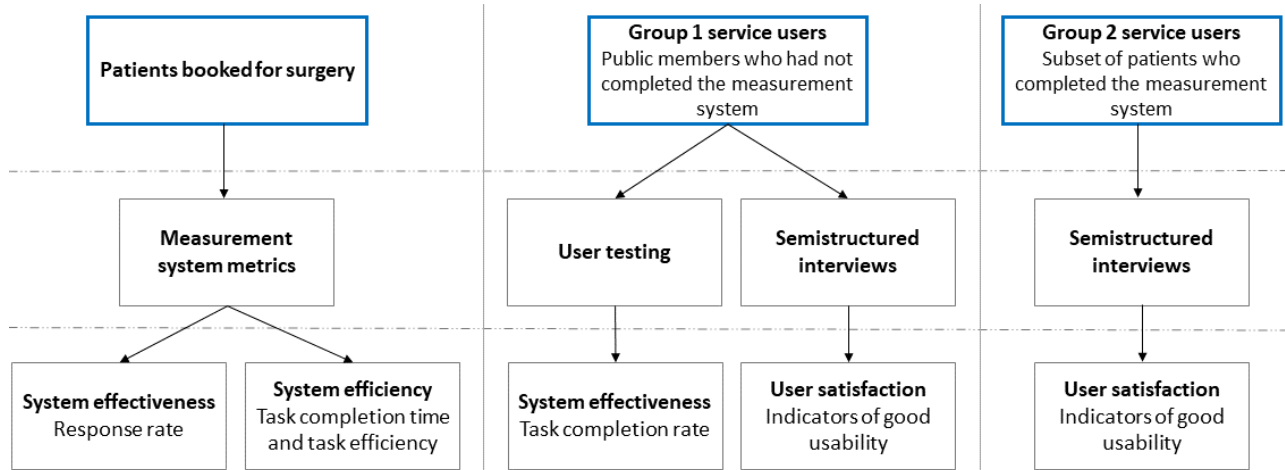 Patients booked for surgery
Group 1 service users
Public members who had not
completed the measurement
system
Group 2 service users
Subset of patients who
completed the measurement
system
Measurement
system metrics
User testing
Semistructured
interviews
Semistructured
interviews
System effectiveness
Response rate
System efficiency
Task completion time
and task efficiency
System effectiveness
Task completion rate
User satisfaction
Indicators of good
usability
User satisfaction
Indicators of good
usability